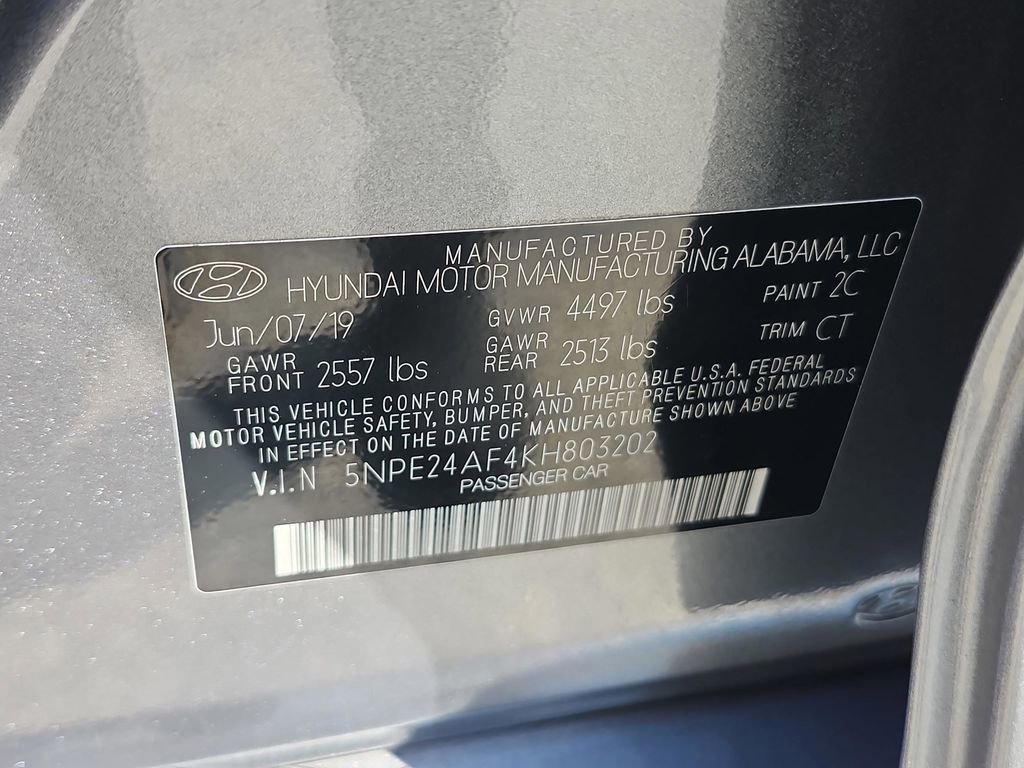 MANUFACTURED BY
HYUNDAI MOTOR MANUFACTURING ALABAMA, LLC
Jun/07/19 GVWR 4497 lbs PAINT 2C
GAWR FRONT 2557 lbs GAWR REAR 2513 lbs TRIM CT
THIS VEHICLE CONFORMS TO ALL APPLICABLE U.S.A. FEDERAL
MOTOR VEHICLE SAFETY, BUMPER, AND THEFT PREVENTION STANDARDS
IN EFFECT ON THE DATE OF MANUFACTURE SHOWN ABOVE
V.I.N 5NPE24AF4KH803202
PASSENGER CAR